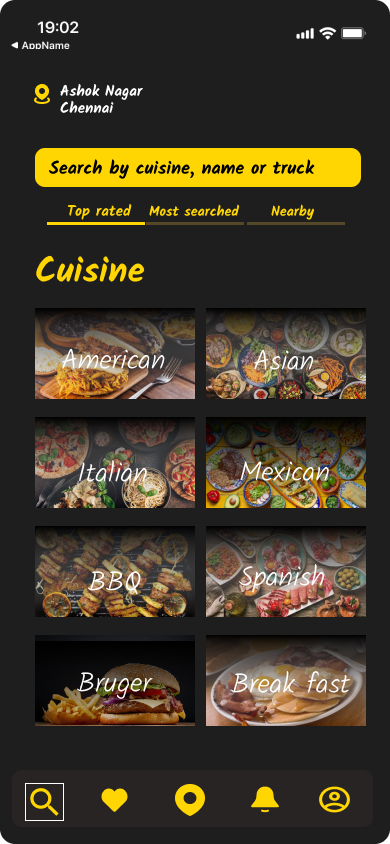 19:02
◀ AppName
Ashok Nagar
Chennai
Search by cuisine, name or truck
Top rated Most searched Nearby
Cuisine
American Asian
Italian Mexican
BBQ Spanish
Bruger Break fast